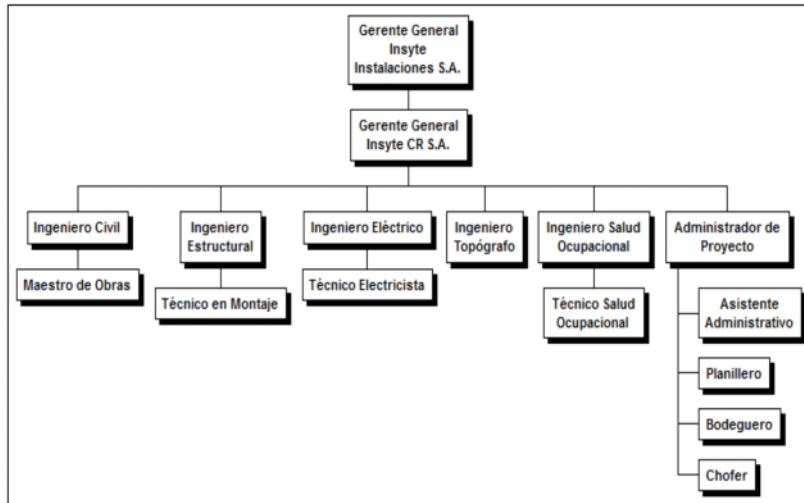 Gerente General
Insyte
Instalaciones S.A.
Gerente General
Insyte CR S.A.
Ingeniero Civil
Ingeniero
Estructural
Ingeniero Eléctrico
Ingeniero
Topógrafo
Ingeniero Salud
Ocupacional
Administrador de
Proyecto
Maestro de Obras
Técnico en Montaje
Técnico Electricista
Técnico Salud
Ocupacional
Asistente
Administrativo
Planillero
Bodeguero
Chofer